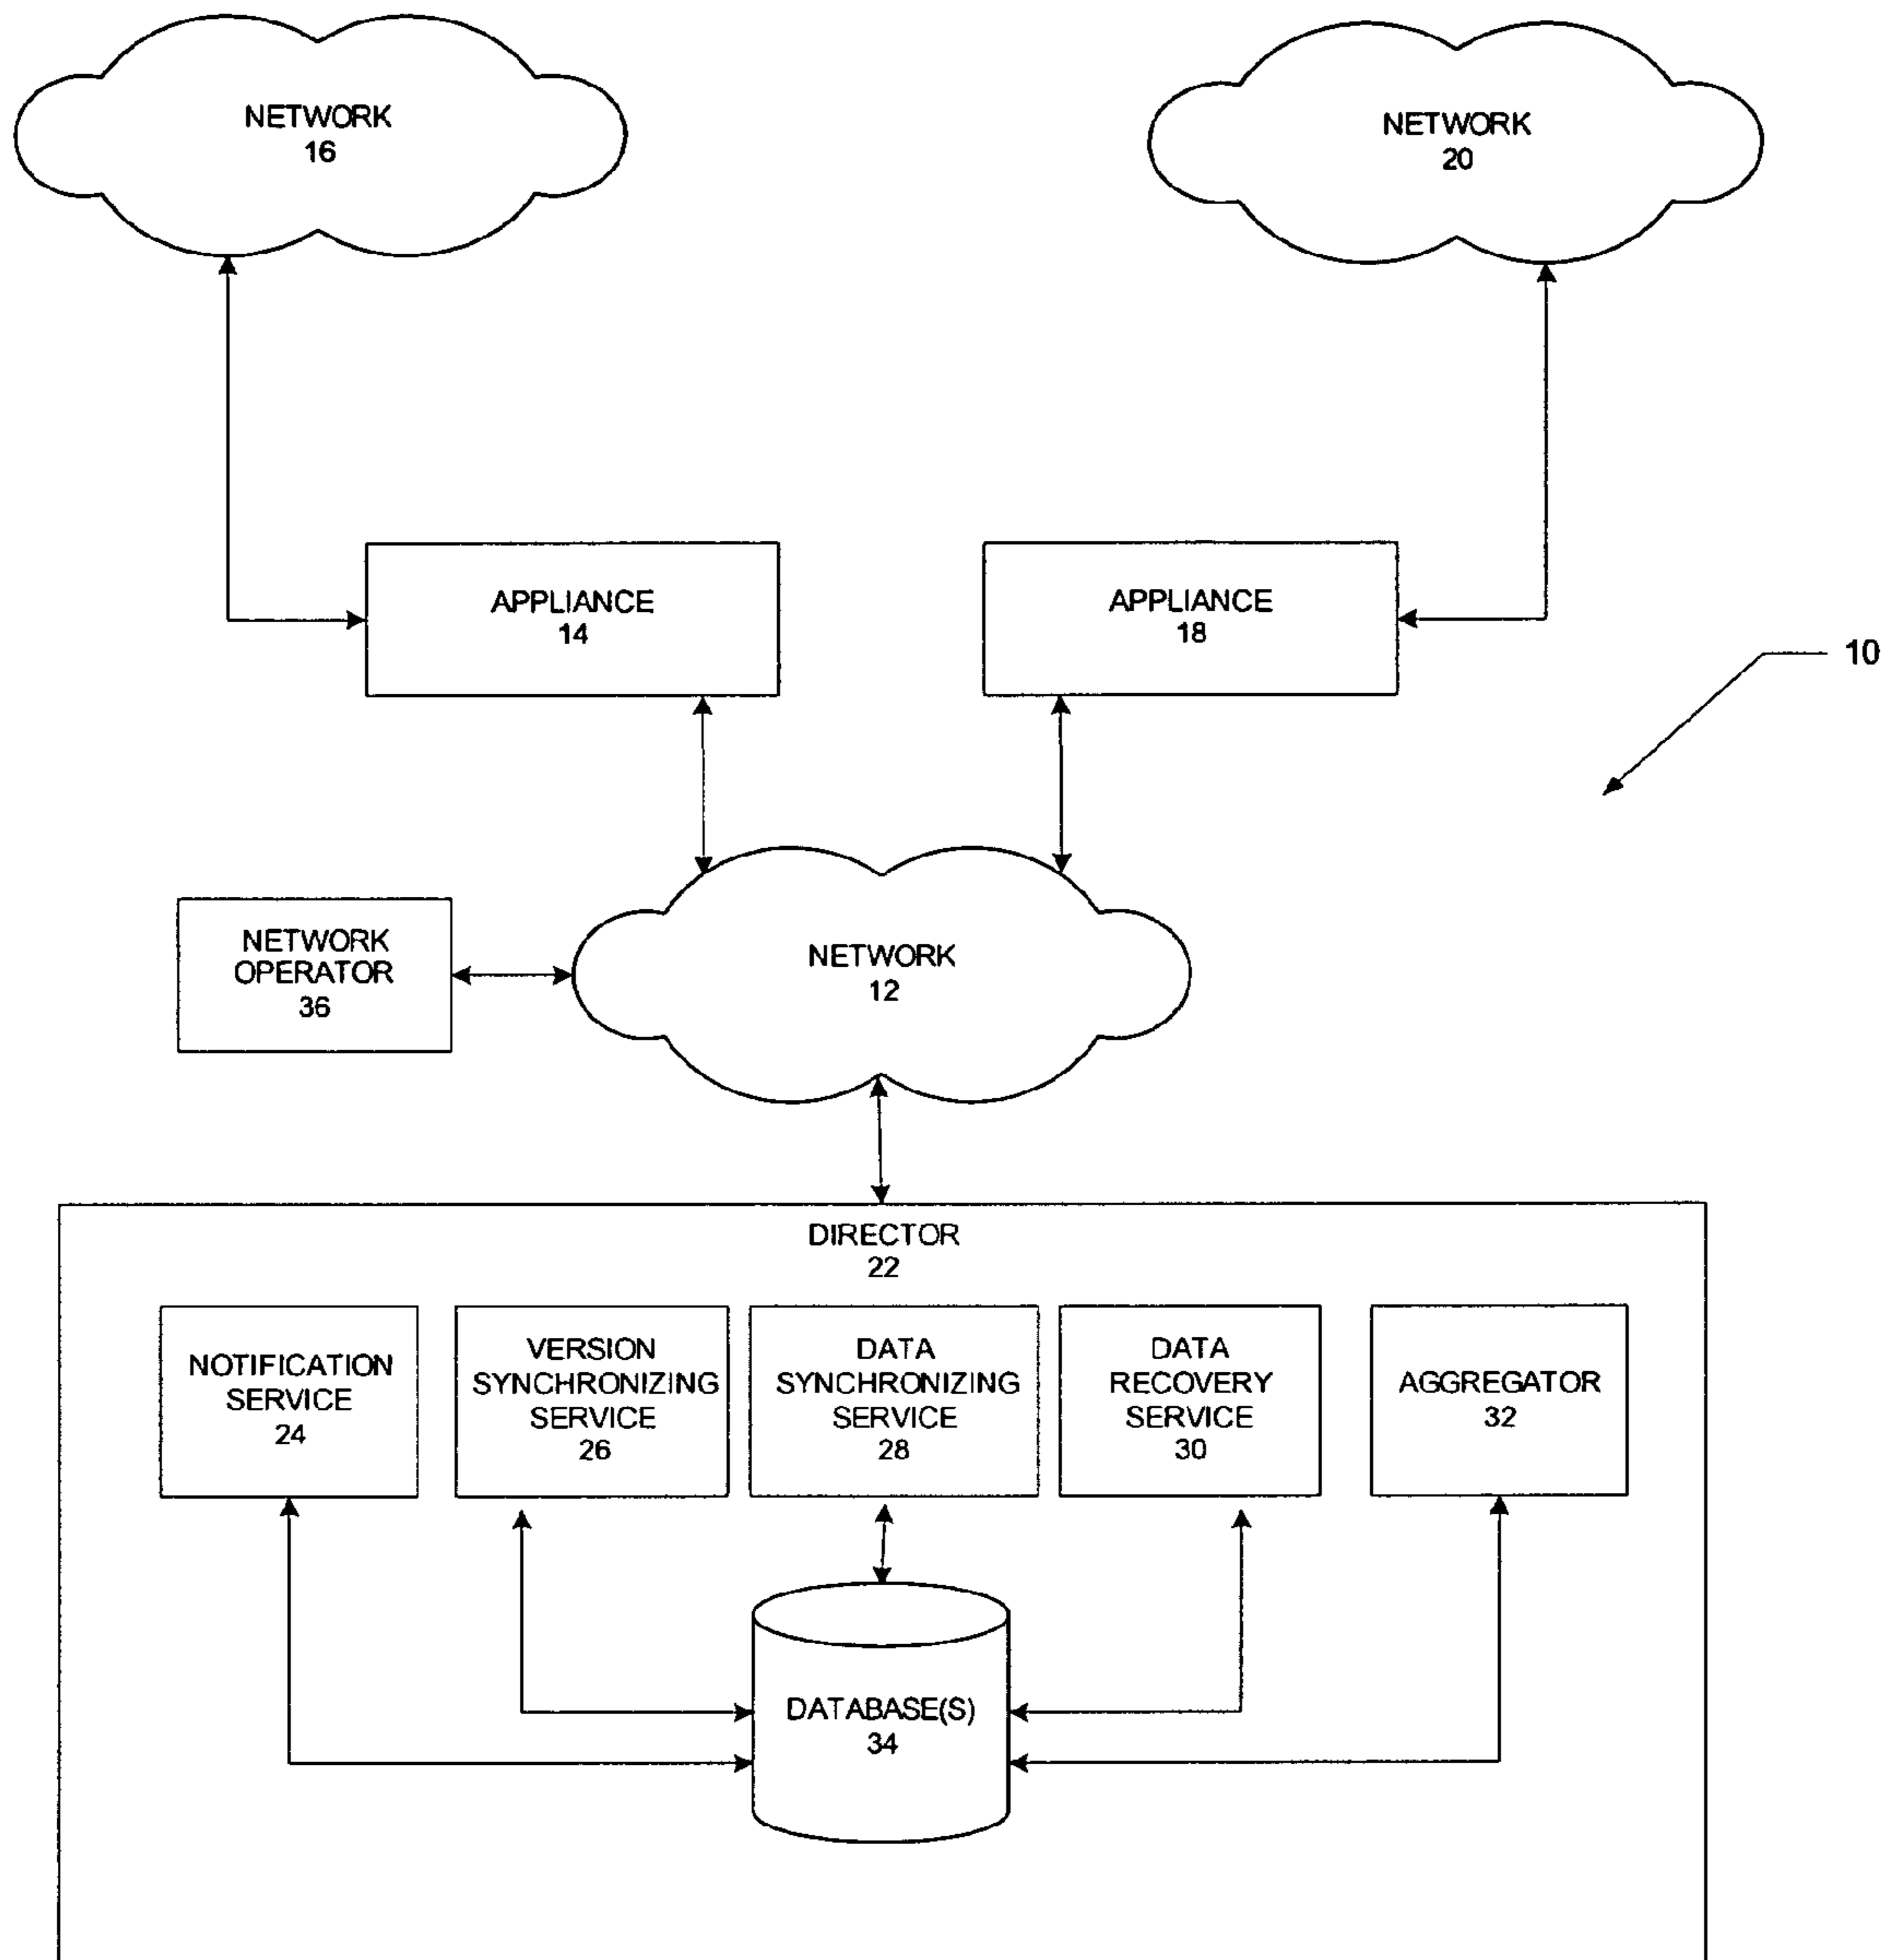 NETWORK
16
NETWORK
20
APPLIANCE
14
APPLIANCE
18
10
NETWORK
OPERATOR
36
NETWORK
12
DIRECTOR
22
NOTIFICATION
SERVICE
24
VERSION
SYNCHRONIZING
SERVICE
26
DATA
SYNCHRONIZING
SERVICE
28
DATA
RECOVERY
SERVICE
30
AGGREGATOR
32
DATABASE(S)
34